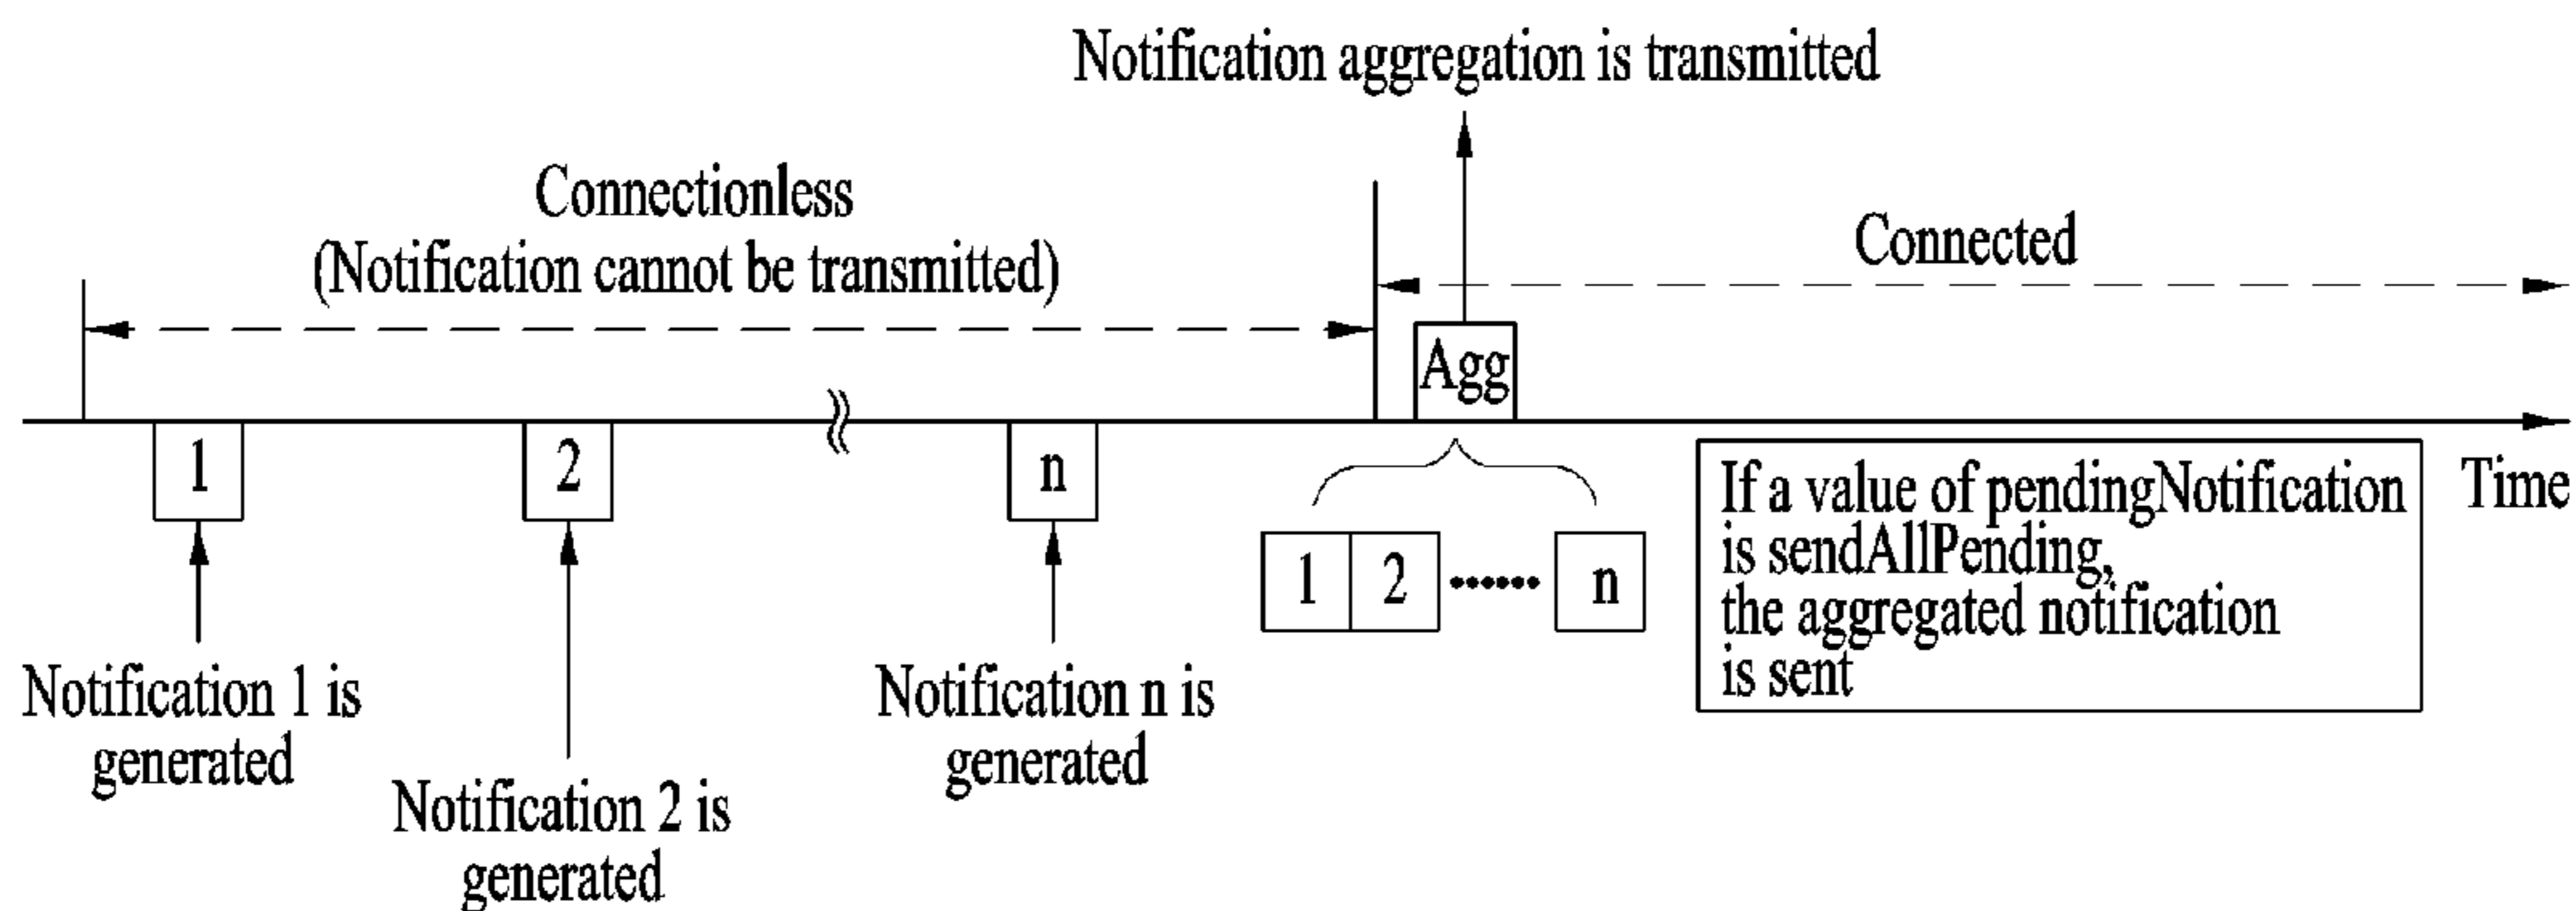 Notification aggregation is transmitted
Connectionless
(Notification cannot be transmitted)
Connected
Agg
1
2
n
Time
1 2 ...... n
If a value of pendingNotification
is sendAllPending,
the aggregated notification
is sent
Notification 1 is
generated
Notification 2 is
generated
Notification n is
generated